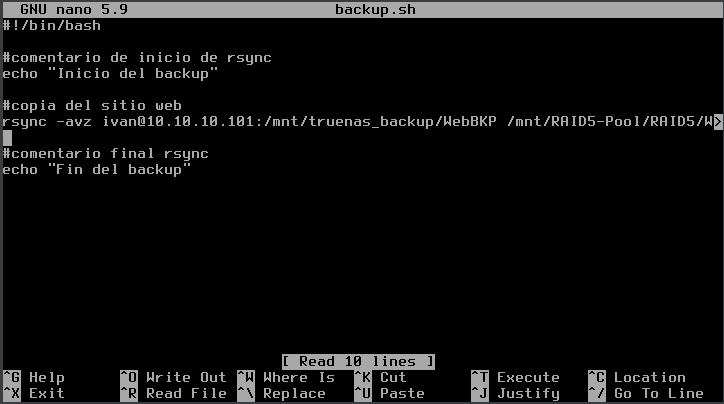 GNU nano 5.9 backup.sh
#!/bin/bash
#comentario de inicio de rsync
echo "Inicio del backup"
#copia del sitio web
rsync -avz ivan@10.10.10.101:/mnt/truenas_backup/WebBKP /mnt/RAID5-Pool/RAID5/W>
#comentario final rsync
echo "Fin del backup"
[ Read 10 lines ]
^G Help ^O Write Out ^W Where Is ^K Cut ^T Execute ^C Location
^X Exit ^R Read File ^\ Replace ^U Paste ^J Justify ^/ Go To Line